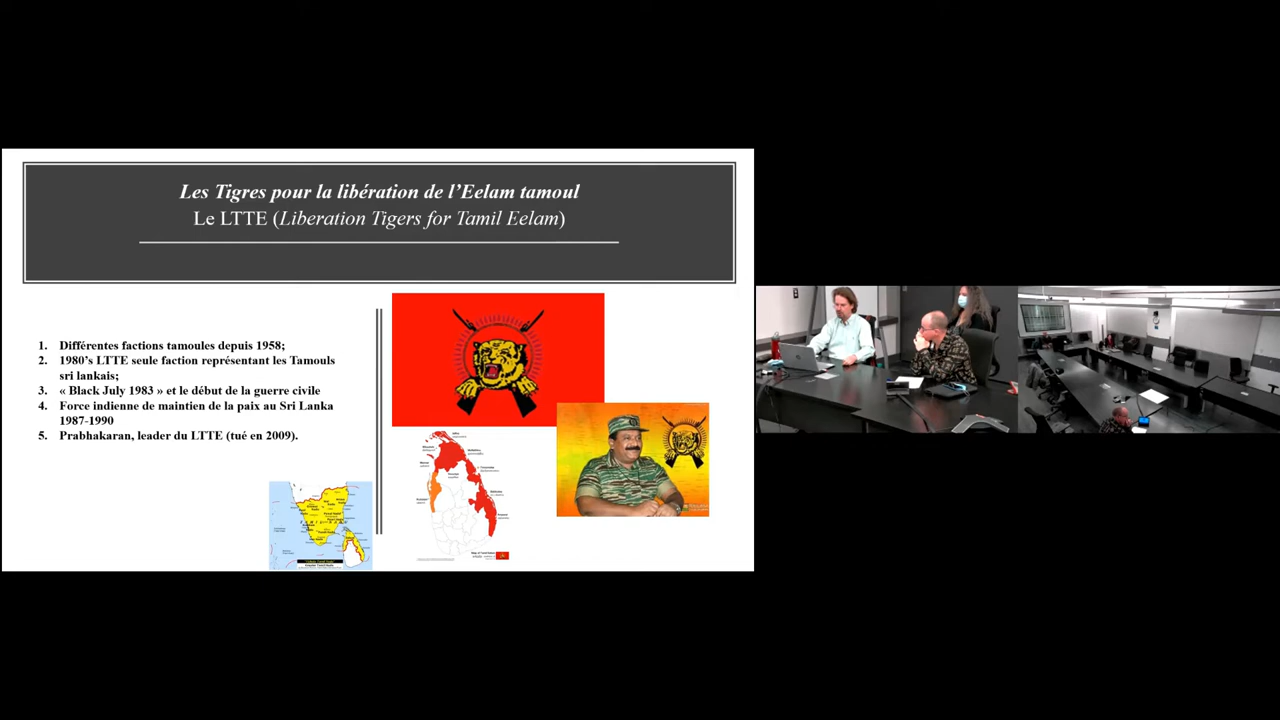 Les Tigres pour la libération de l'Eelam tamoul
Le LTTE (Liberation Tigers for Tamil Eelam)
1. Différentes factions tamoules depuis 1958;
2. 1980's LTTE seule faction représentant les Tamouls
sri lankais;
3. « Black July 1983 » et le début de la guerre civile
4. Force indienne de maintien de la paix au Sri Lanka
1987-1990
5. Prabhakaran, leader du LTTE (tué en 2009).